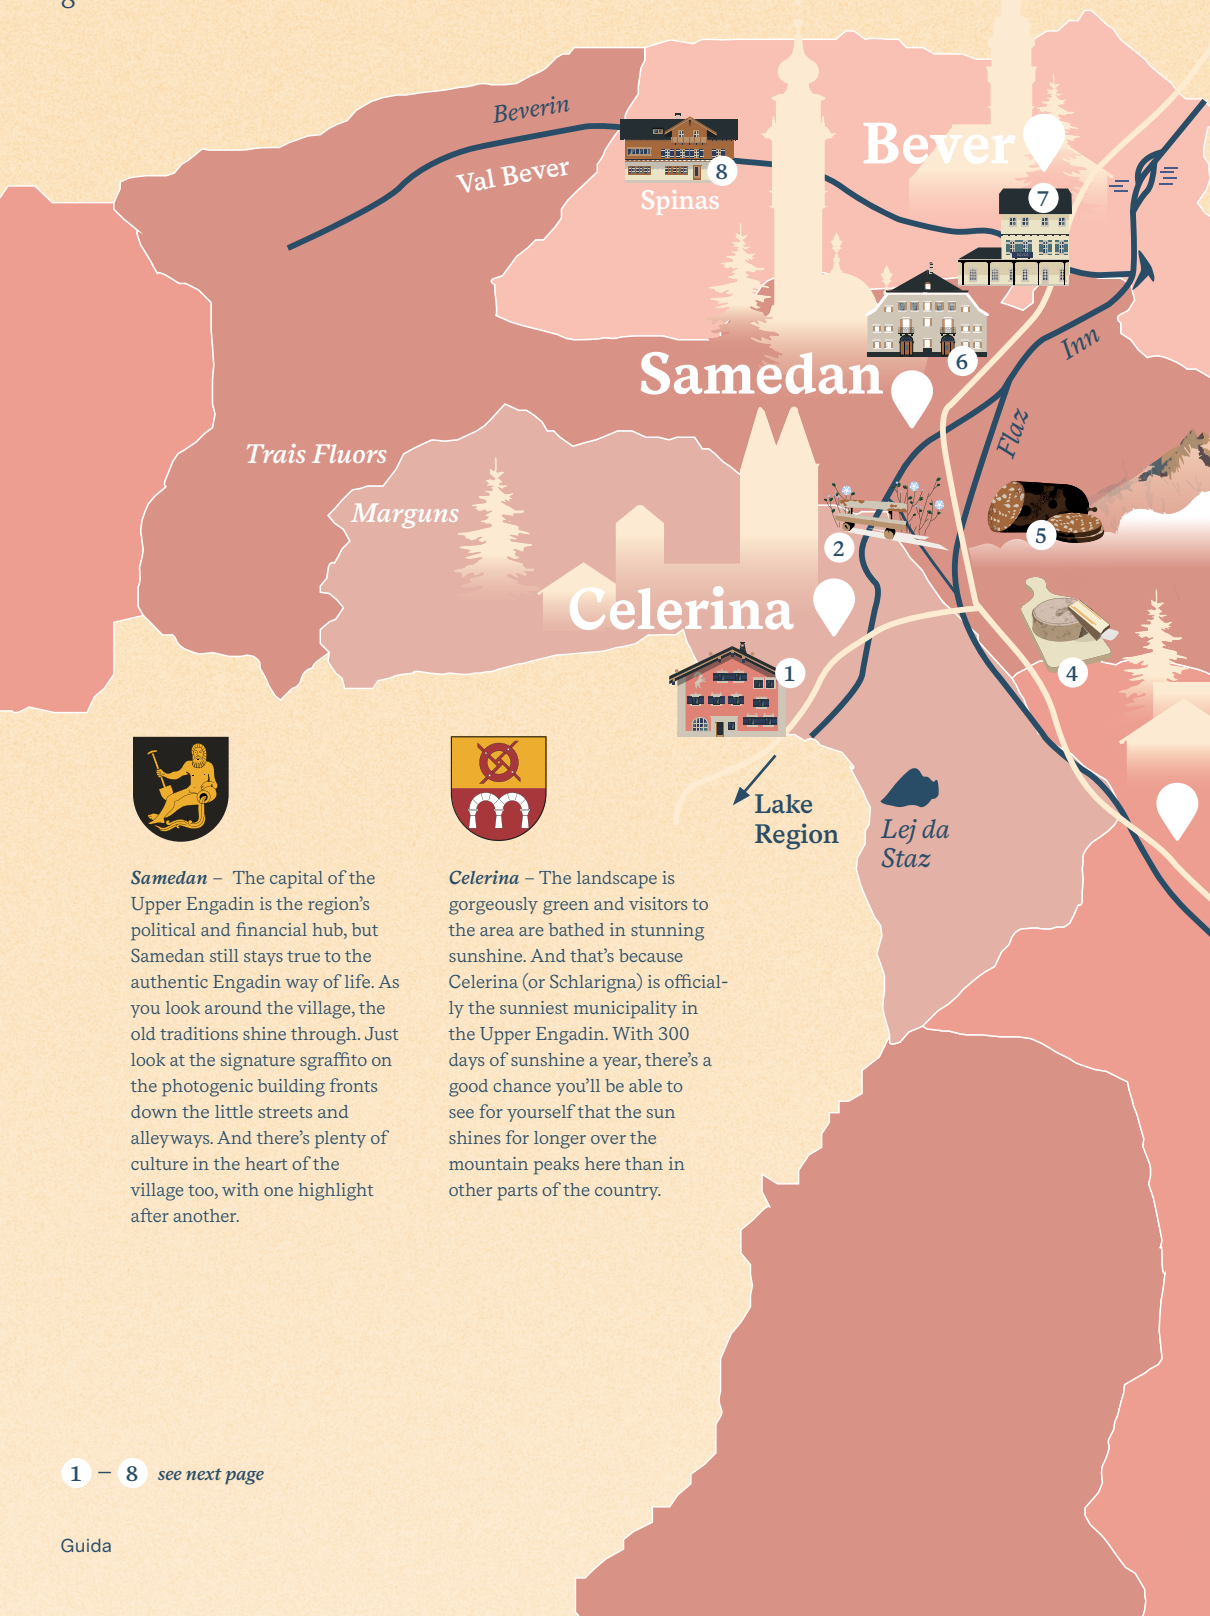 8
Beverin
Val Bever
8
Spinas
Bever
7
6
Inn
Samedan
Flaz
Trais Fluors
Marguns
2
5
Celerina
1
4
Lake
Region
Lej da
Staz
Samedan – The capital of the
Upper Engadin is the region’s
political and financial hub, but
Samedan still stays true to the
authentic Engadin way of life. As
you look around the village, the
old traditions shine through. Just
look at the signature sgraffito on
the photogenic building fronts
down the little streets and
alleyways. And there’s plenty of
culture in the heart of the
village too, with one highlight
after another.
Celerina – The landscape is
gorgeously green and visitors to
the area are bathed in stunning
sunshine. And that’s because
Celerina (or Schlarigna) is official-
ly the sunniest municipality in
the Upper Engadin. With 300
days of sunshine a year, there’s a
good chance you’ll be able to
see for yourself that the sun
shines for longer over the
mountain peaks here than in
other parts of the country.
1 – 8 see next page
Guida